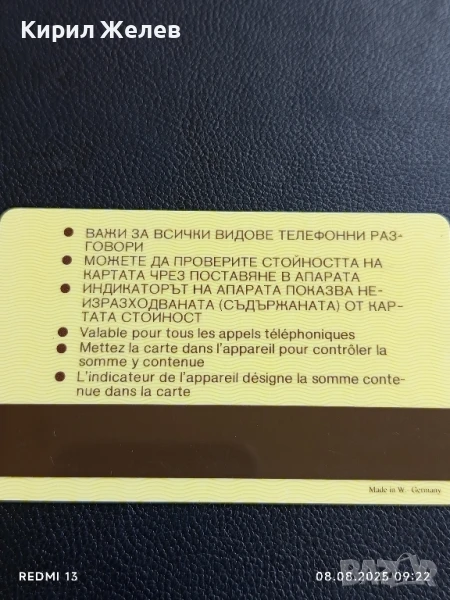 Кирил Желев
● ВАЖИ ЗА ВСИЧКИ ВИДОВЕ ТЕЛЕФОННИ РАЗ-
ГОВОРИ
● МОЖЕТЕ ДА ПРОВЕРИТЕ СТОЙНОСТТА НА
КАРТАТА ЧРЕЗ ПОСТАВЯНЕ В АПАРАТА
● ИНДИКАТОРЪТ НА АПАРАТА ПОКАЗВА НЕ-
ИЗРАЗХОДВАНАТА (СЪДЪРЖАНАТА) ОТ КАР-
ТАТА СТОЙНОСТ
● Valable pour tous les appels téléphoniques
● Mettez la carte dans l'appareil pour contrôler la
somme y contenue
● L'indicateur de l'appareil désigne la somme conte-
nue dans la carte
Made in W. - Germany
REDMI 13
08.08.2025 09:22
bazar